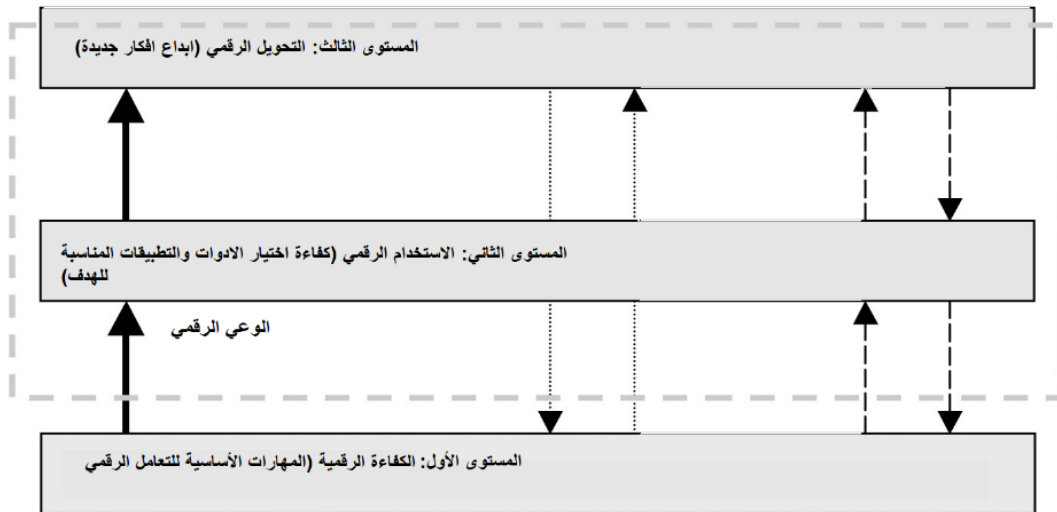 المستوى الثالث: التحويل الرقمي (ابداع افكار جديدة)
المستوى الثاني: الاستخدام الرقمي (كفاءة اختيار الادوات والتطبيقات المناسبة
للهدف)
الوعي الرقمي
المستوى الأول: الكفاءة الرقمية (المهارات الأساسية للتعامل الرقمي